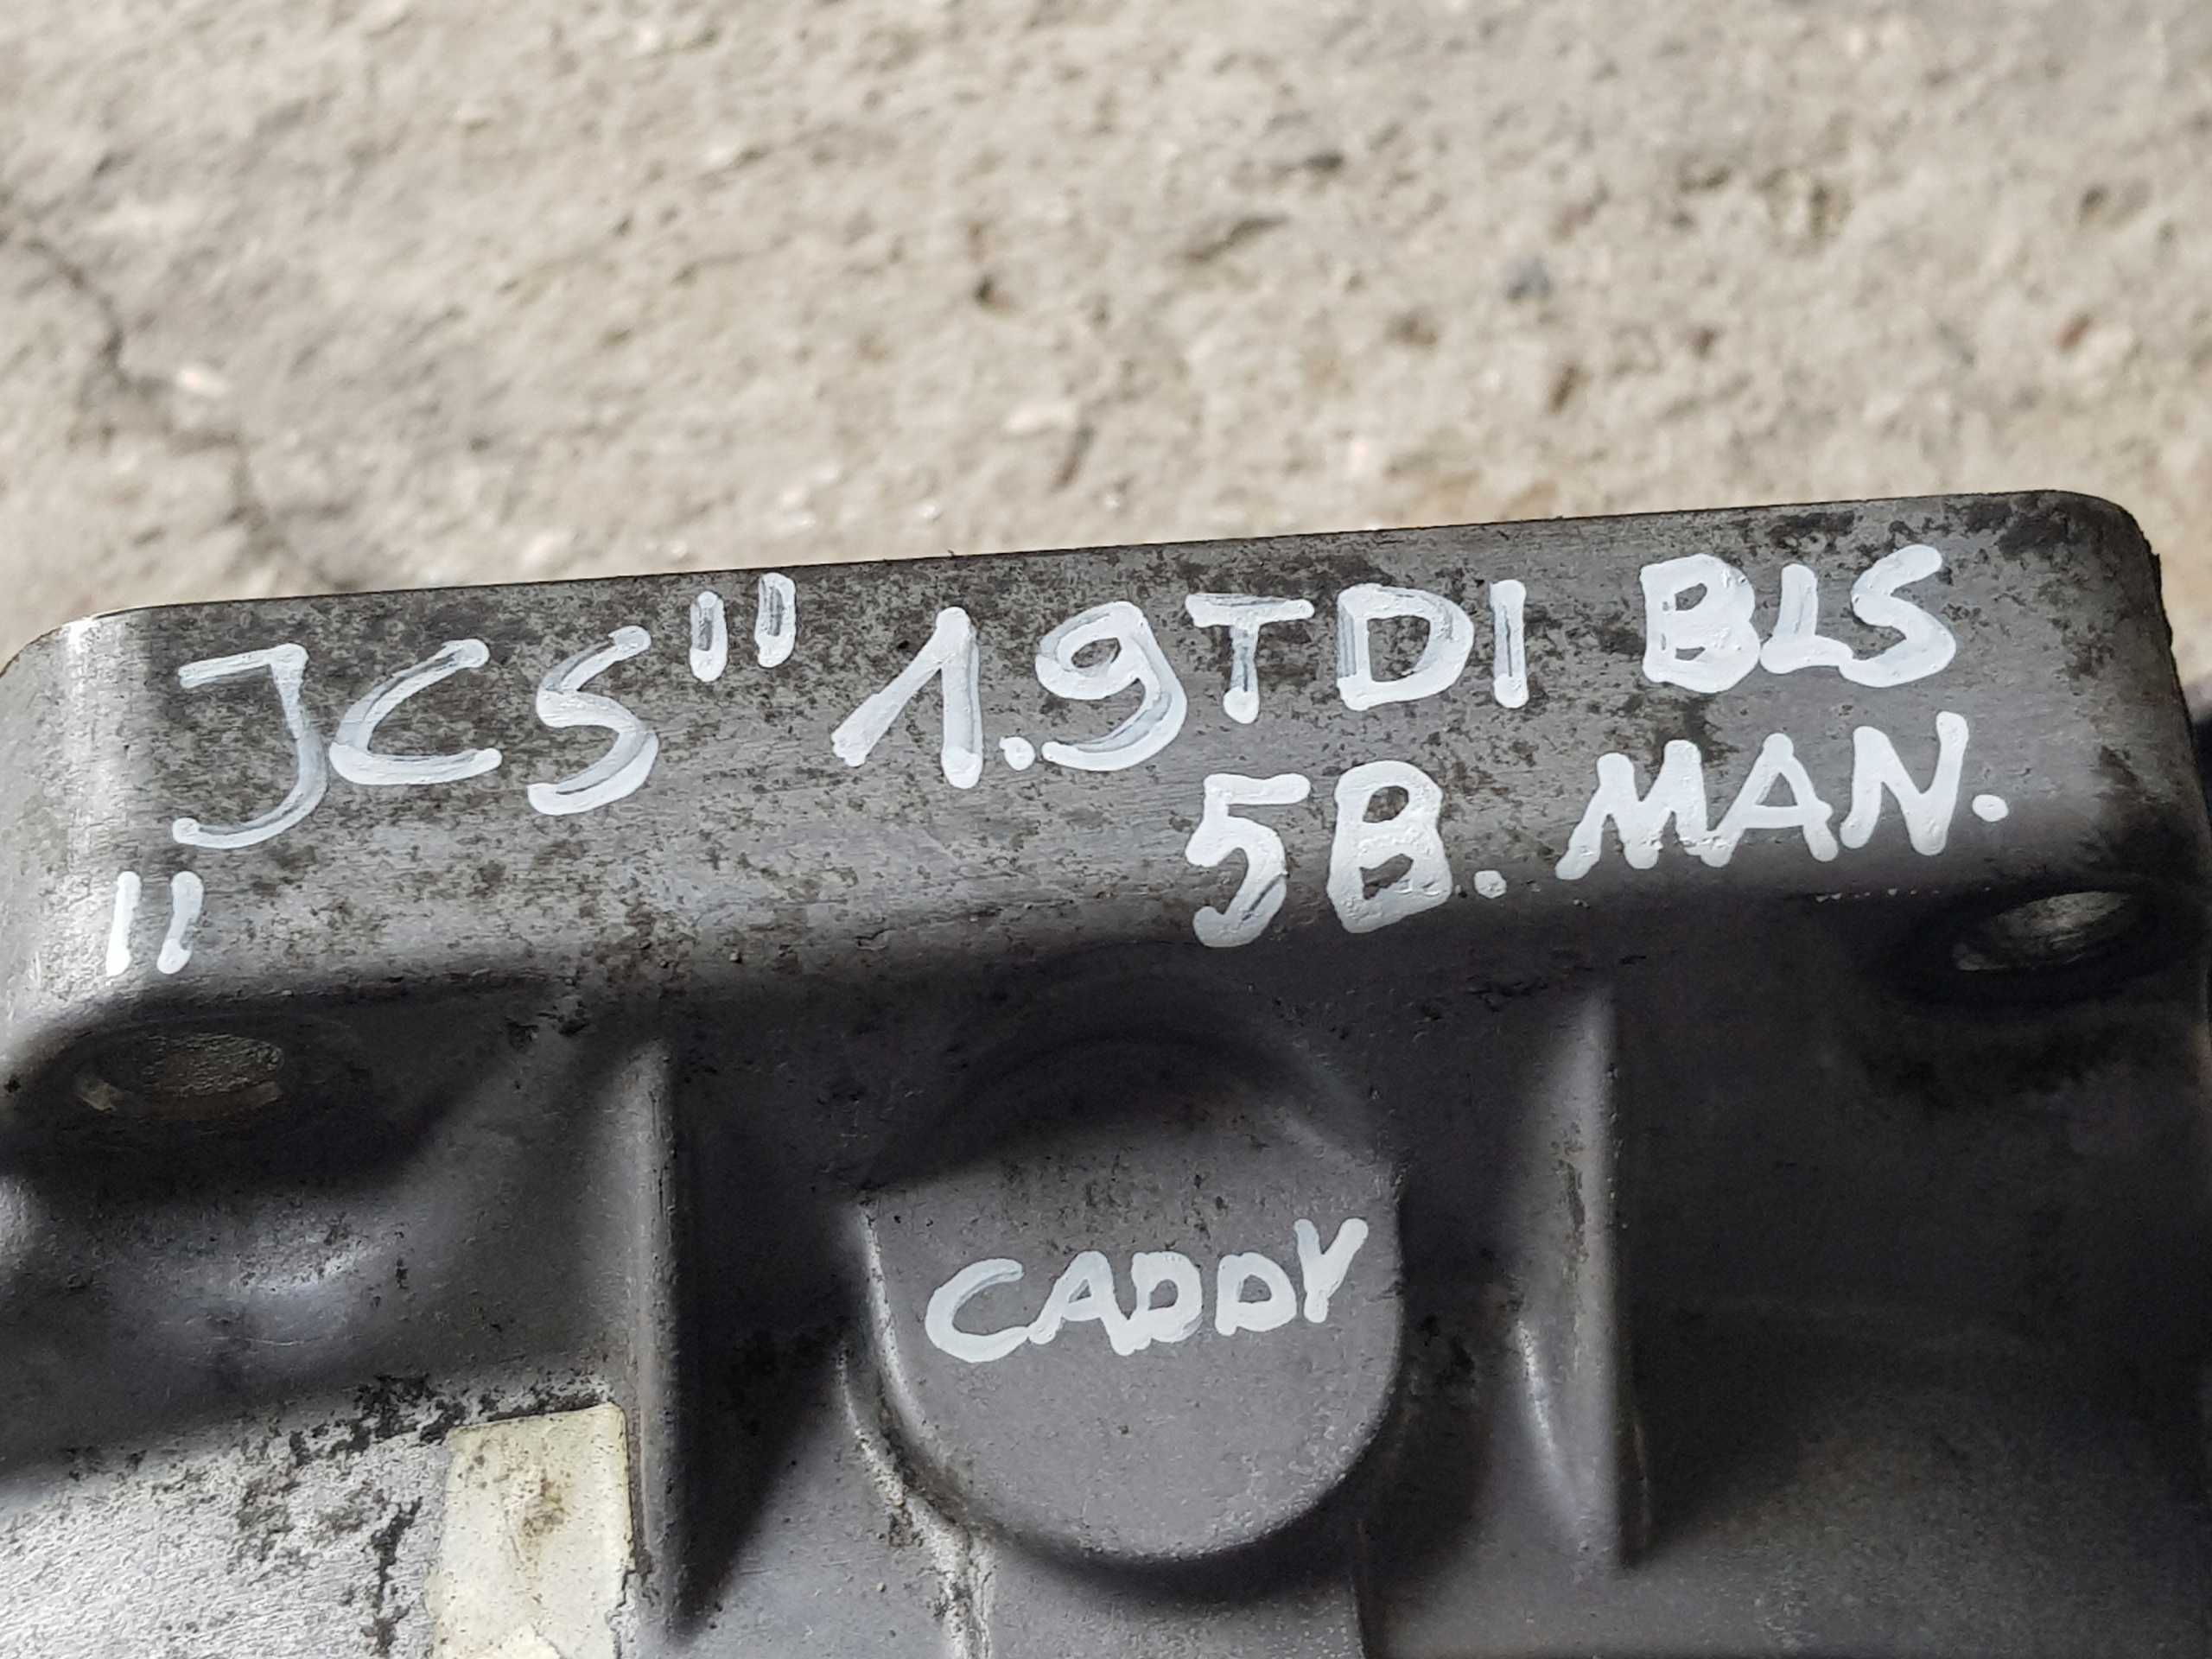 "JCS" 1.9TDI BLS
5B. MAN.
CADDY